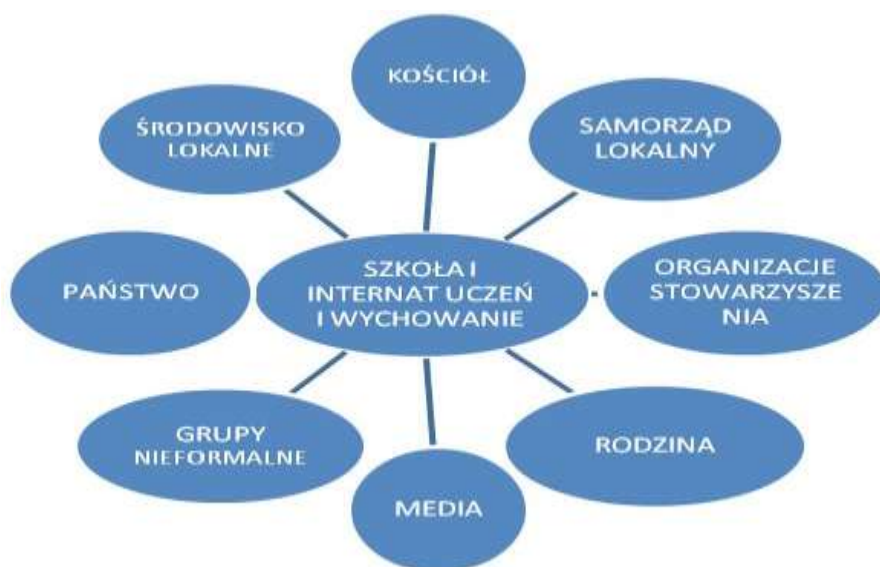 KOŚCIÓŁ
ŚRODOWISKO
LOKALNE
SAMORZĄD
LOKALNY
PAŃSTWO
SZKOŁA I
INTERNAT UCZEŃ
I WYCHOWANIE
ORGANIZACJE
STOWARZYSZE
NIA
GRUPY
NIEFORMALNE
RODZINA
MEDIA